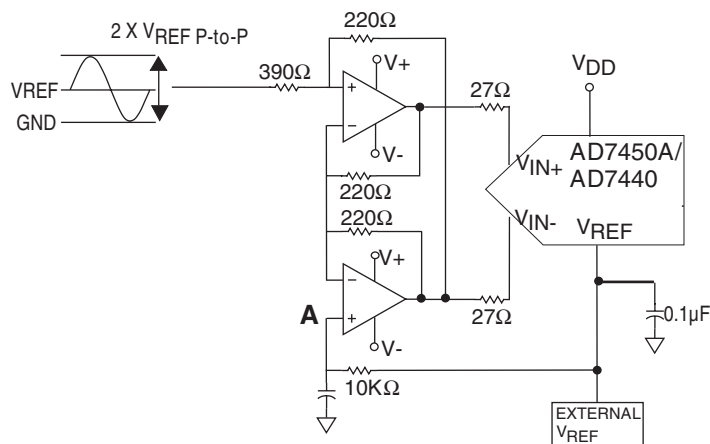 2 X VREF P-to-P
220Ω
390Ω
V+
VREF
GND
+
−
27Ω
VDD
V-
VIN+
AD7450A/
AD7440
220Ω
220Ω
VIN-
VREF
V+
−
A
+
27Ω
0.1µF
V-
10KΩ
EXTERNAL
VREF